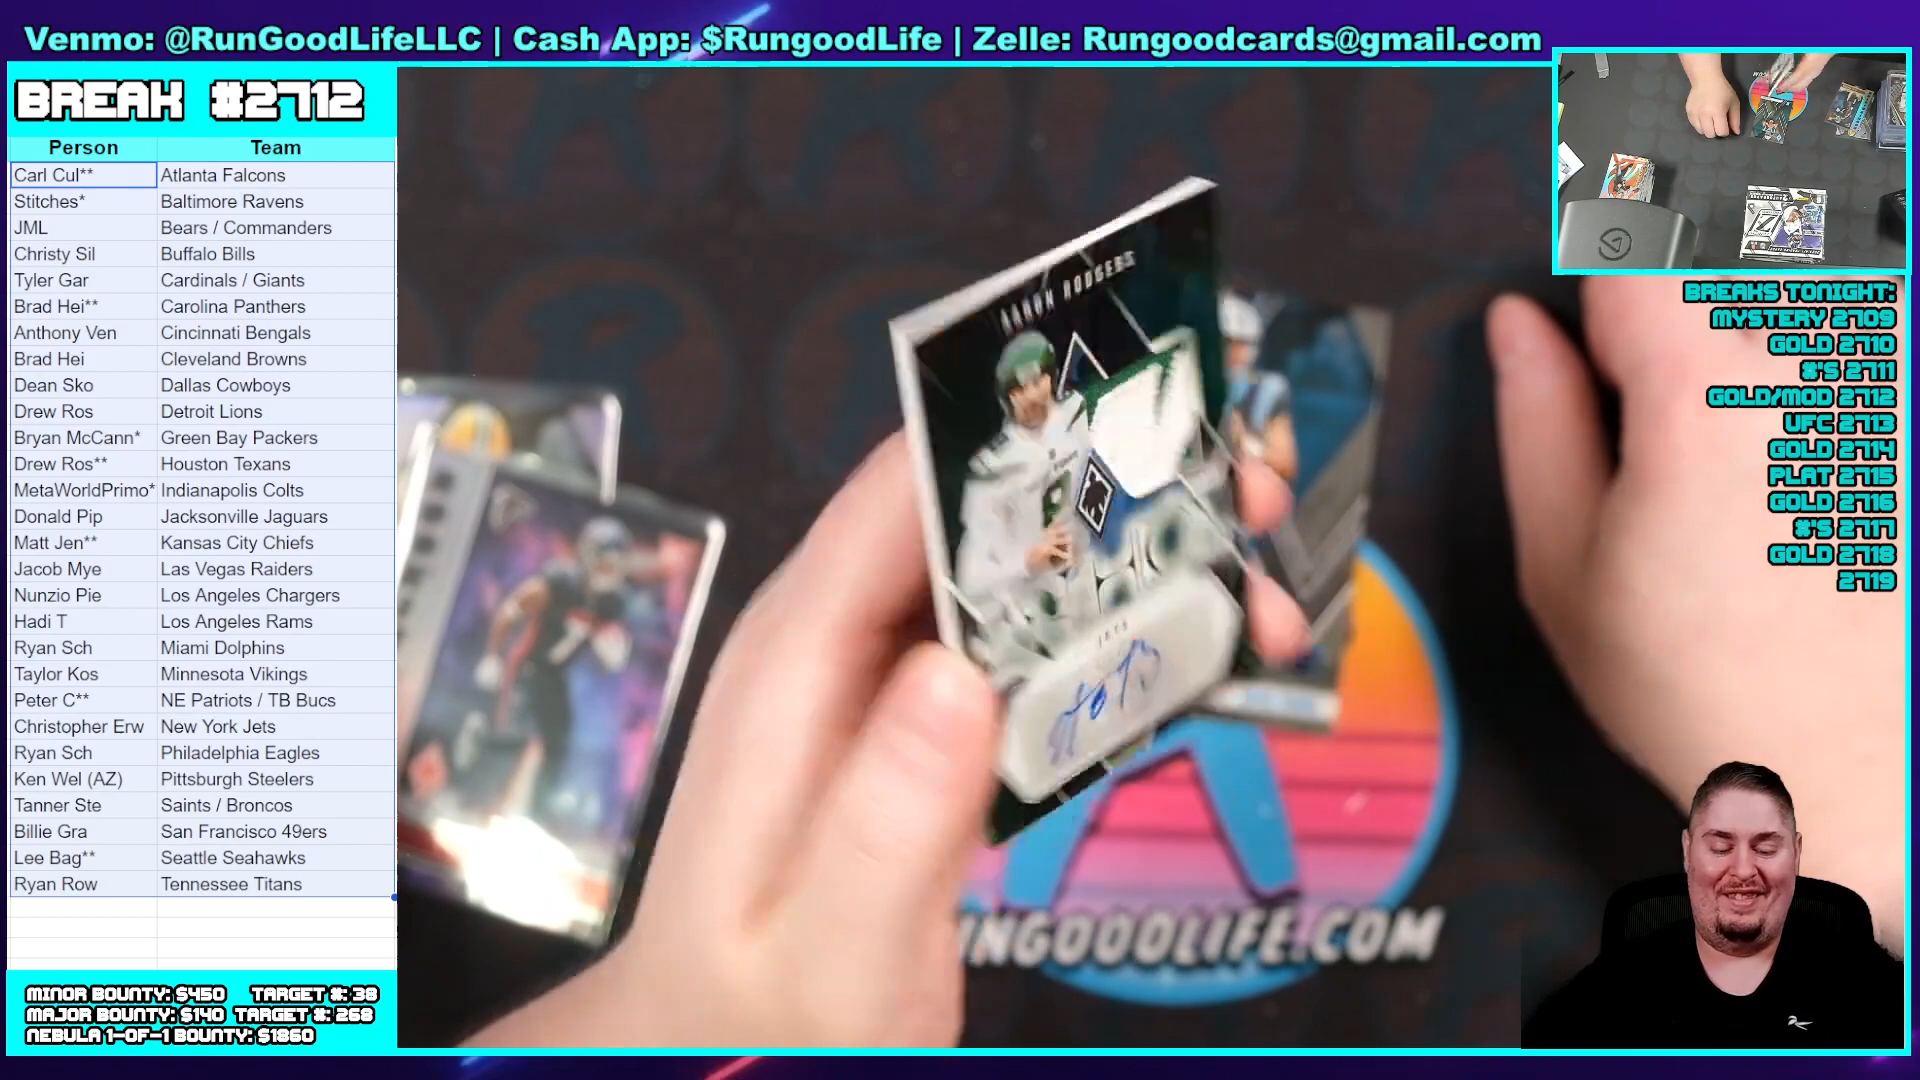 Venmo: @RunGoodLifeLLC | Cash App: $RungoodLife | Zelle: Rungoodcards@gmail.com
BREAK #2712
Person Team
Carl Cul** Atlanta Falcons
Stitches* Baltimore Ravens
JML Bears / Commanders
Christy Sil Buffalo Bills
Tyler Gar Cardinals / Giants
Brad Hei** Carolina Panthers
Anthony Ven Cincinnati Bengals
Brad Hei Cleveland Browns
Dean Sko Dallas Cowboys
Drew Ros Detroit Lions
Bryan McCann* Green Bay Packers
Drew Ros** Houston Texans
MetaWorldPrimo* Indianapolis Colts
Donald Pip Jacksonville Jaguars
Matt Jen** Kansas City Chiefs
Jacob Mye Las Vegas Raiders
Nunzio Pie Los Angeles Chargers
Hadi T Los Angeles Rams
Ryan Sch Miami Dolphins
Taylor Kos Minnesota Vikings
Peter C** NE Patriots / TB Bucs
Christopher Erw New York Jets
Ryan Sch Philadelphia Eagles
Ken Wel (AZ) Pittsburgh Steelers
Tanner Ste Saints / Broncos
Billie Gra San Francisco 49ers
Lee Bag** Seattle Seahawks
Ryan Row Tennessee Titans
MINOR BOUNTY: $450 TARGET #: 38
MAJOR BOUNTY: $140 TARGET #: 268
NEBULA 1-OF-1 BOUNTY: $1860
AARON RODGERS
JETS
NGOODLIFE.COM
BREAKS TONIGHT:
MYSTERY 2709
GOLD 2710
#'S 2711
GOLD/MOD 2712
UFC 2713
GOLD 2714
PLAT 2715
GOLD 2716
#'S 2717
GOLD 2718
2719